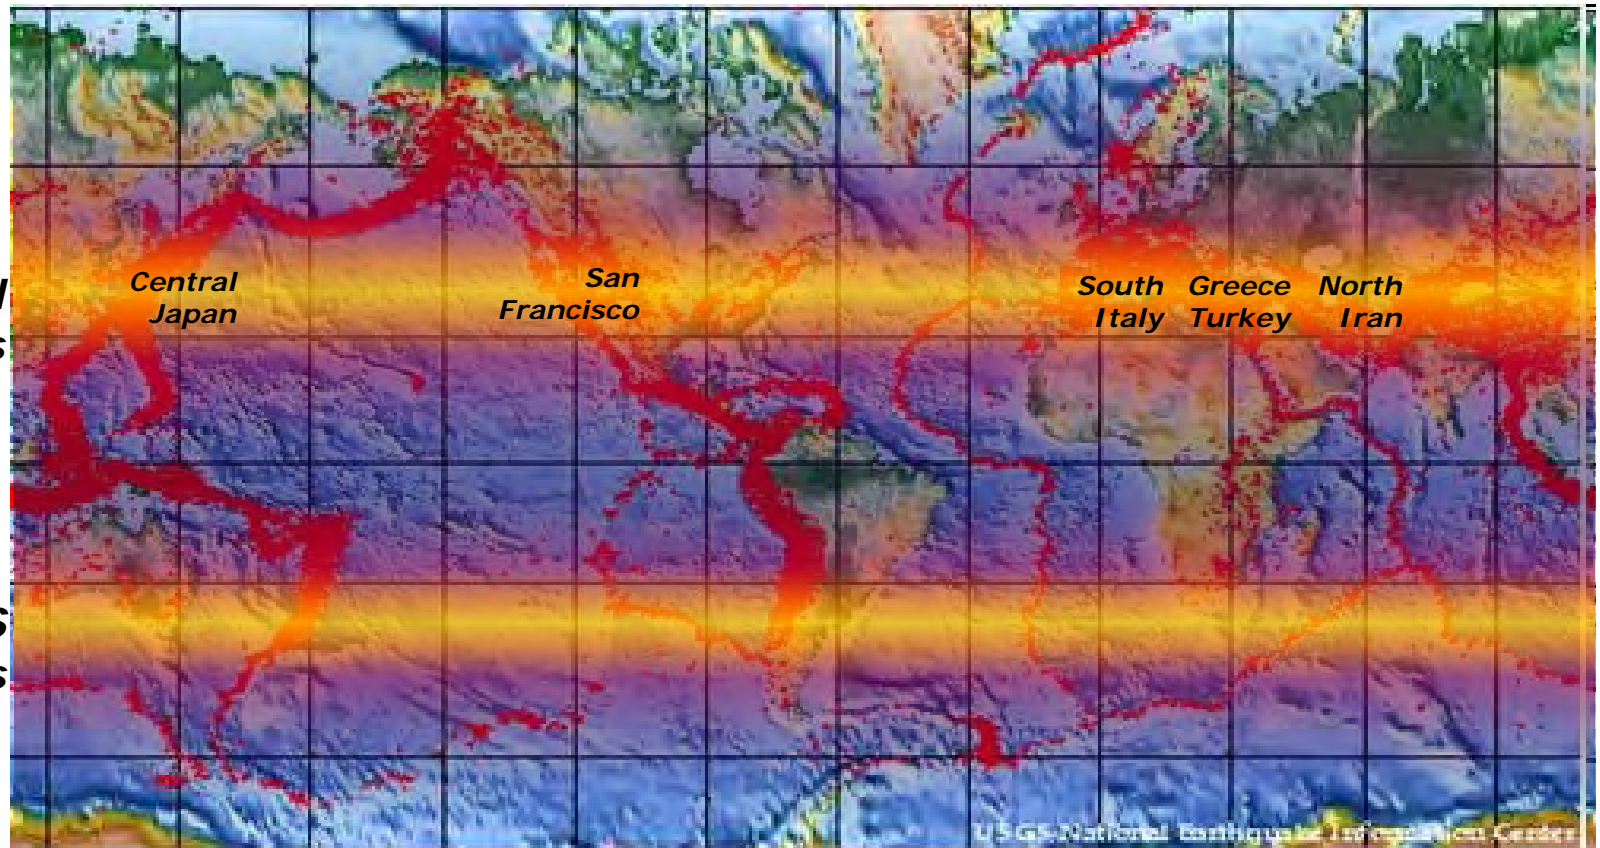 Central
Japan
San
Francisco
South
Italy
Greece
Turkey
North
Iran
S
S
S
USGS National Earthquake Information Center